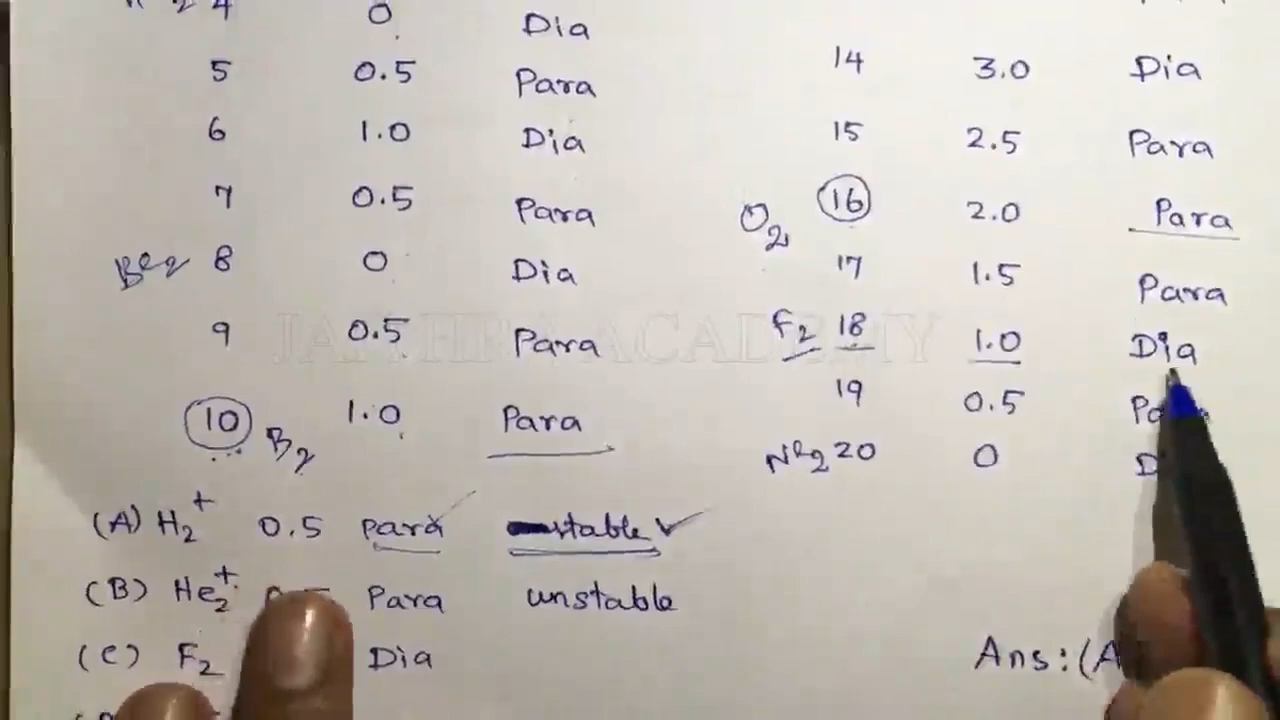 4 0 Dia
5 0.5 Para
6 1.0 Dia
7 0.5 Para
Be2 8 0 Dia
9 0.5 Para
10 B2 1.0 Para
14 3.0 Dia
15 2.5 Para
O2 16 2.0 Para
17 1.5 Para
F2 18 1.0 Dia
19 0.5
Ne2 20 0
JANTHRA ACADEMY
(A) H2+ 0.5 para stable ✓
(B) He2+ Para unstable
(C) F2 Dia
Ans:(A